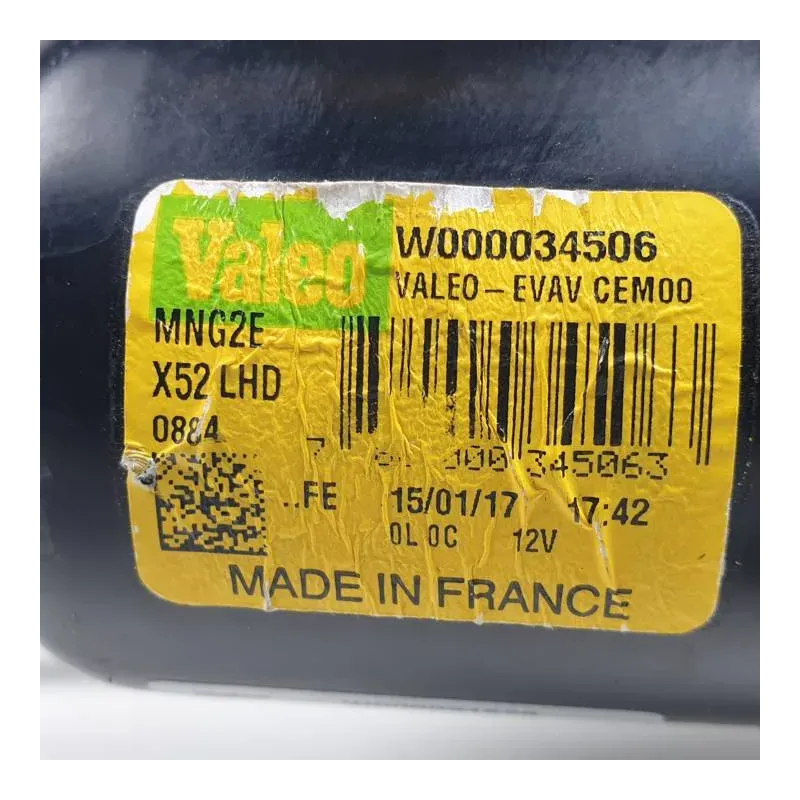 Valeo
W000034506
VALEO-EVAV CEM00
MNG2E
X52 LHD
0884
345063
..FE 15/01/17 17:42
0L 0C 12V
MADE IN FRANCE